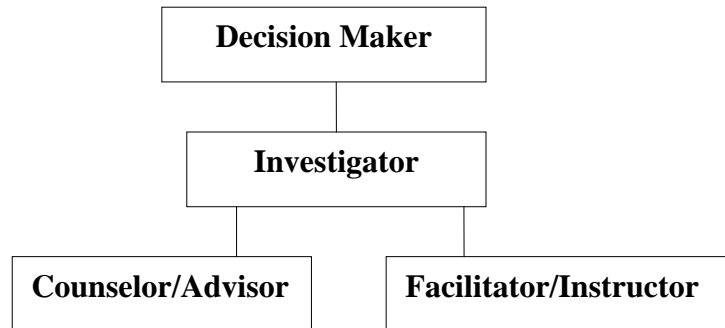 Decision Maker
Investigator
Counselor/Advisor
Facilitator/Instructor